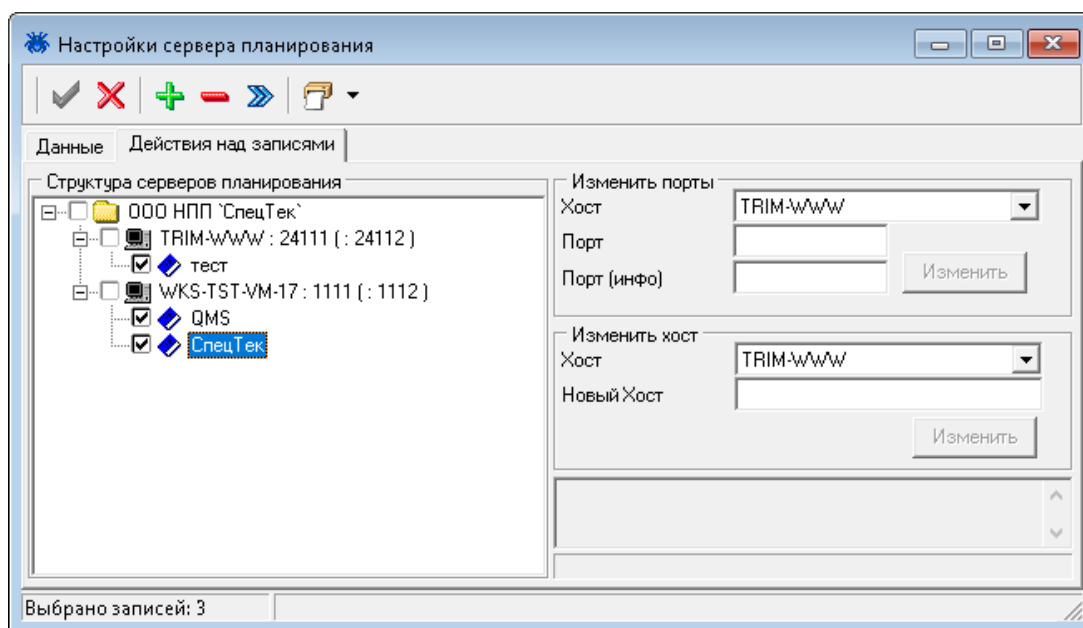 Настройки сервера планирования
Данные
Действия над записями
Структура серверов планирования
ООО НПП `СпецТек`
TRIM-WWW : 24111 ( : 24112 )
тест
WKS-TST-VM-17 : 1111 ( : 1112 )
QMS
СпецТек
Изменить порты
Хост
TRIM-WWW
Порт
Порт (инфо)
Изменить
Изменить хост
Хост
TRIM-WWW
Новый Хост
Изменить
Выбрано записей: 3